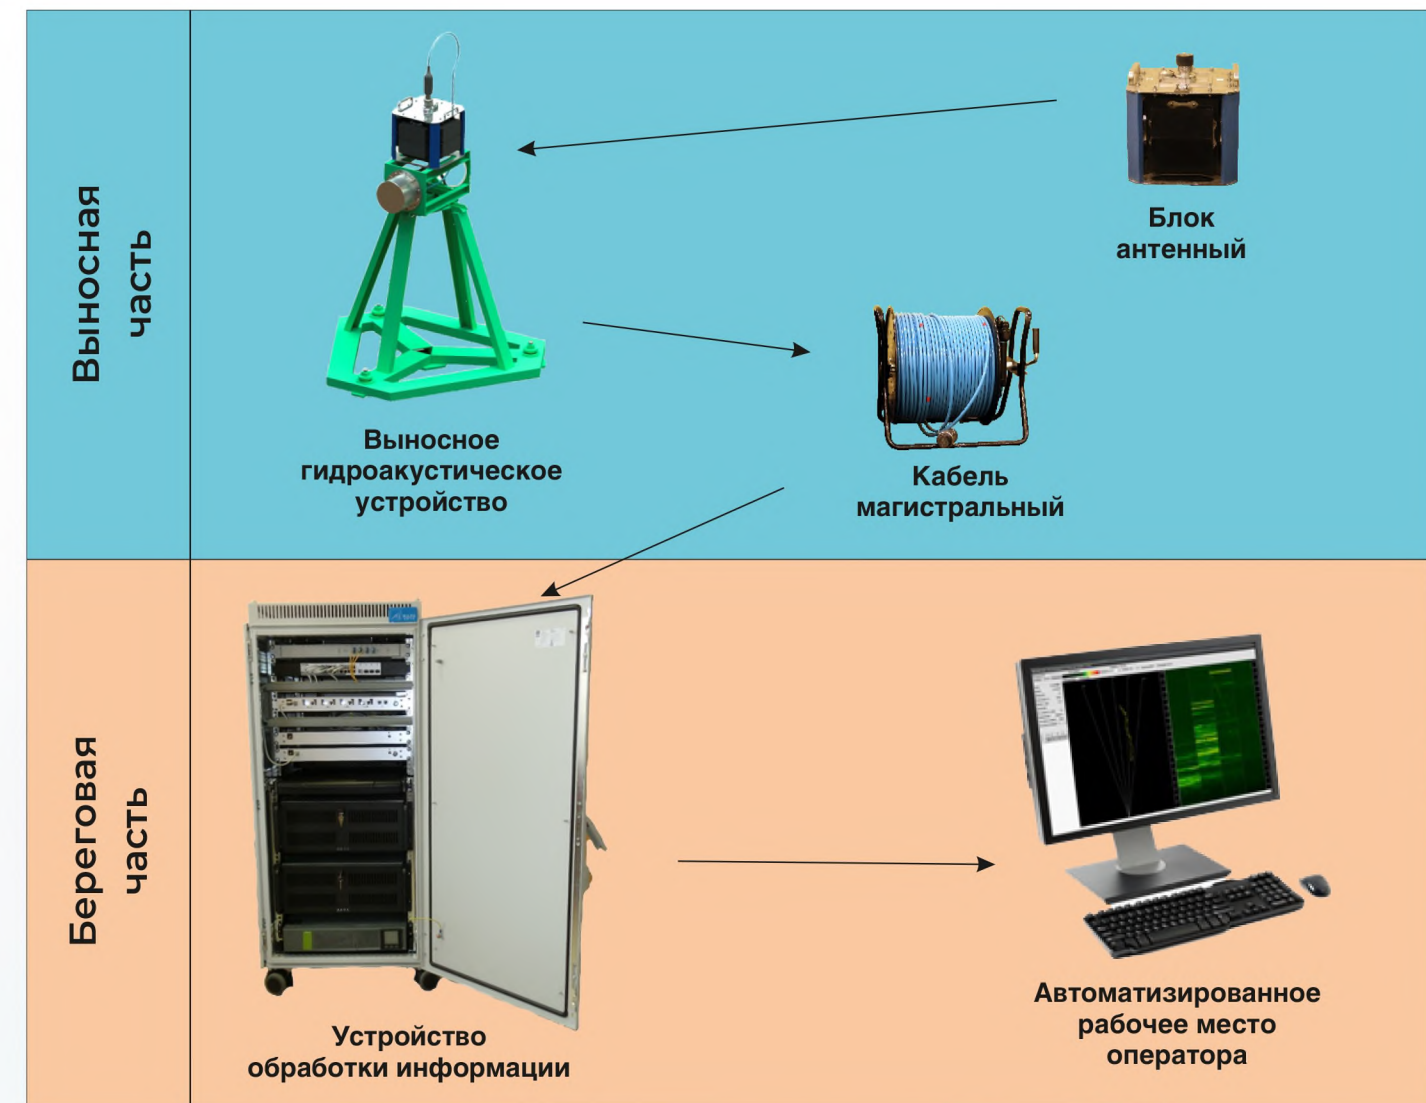 Выносная
часть
Блок
антенный
Выносное
гидроакустическое
устройство
Кабель
магистральный
Береговая
часть
Устройство
обработки информации
Автоматизированное
рабочее место
оператора